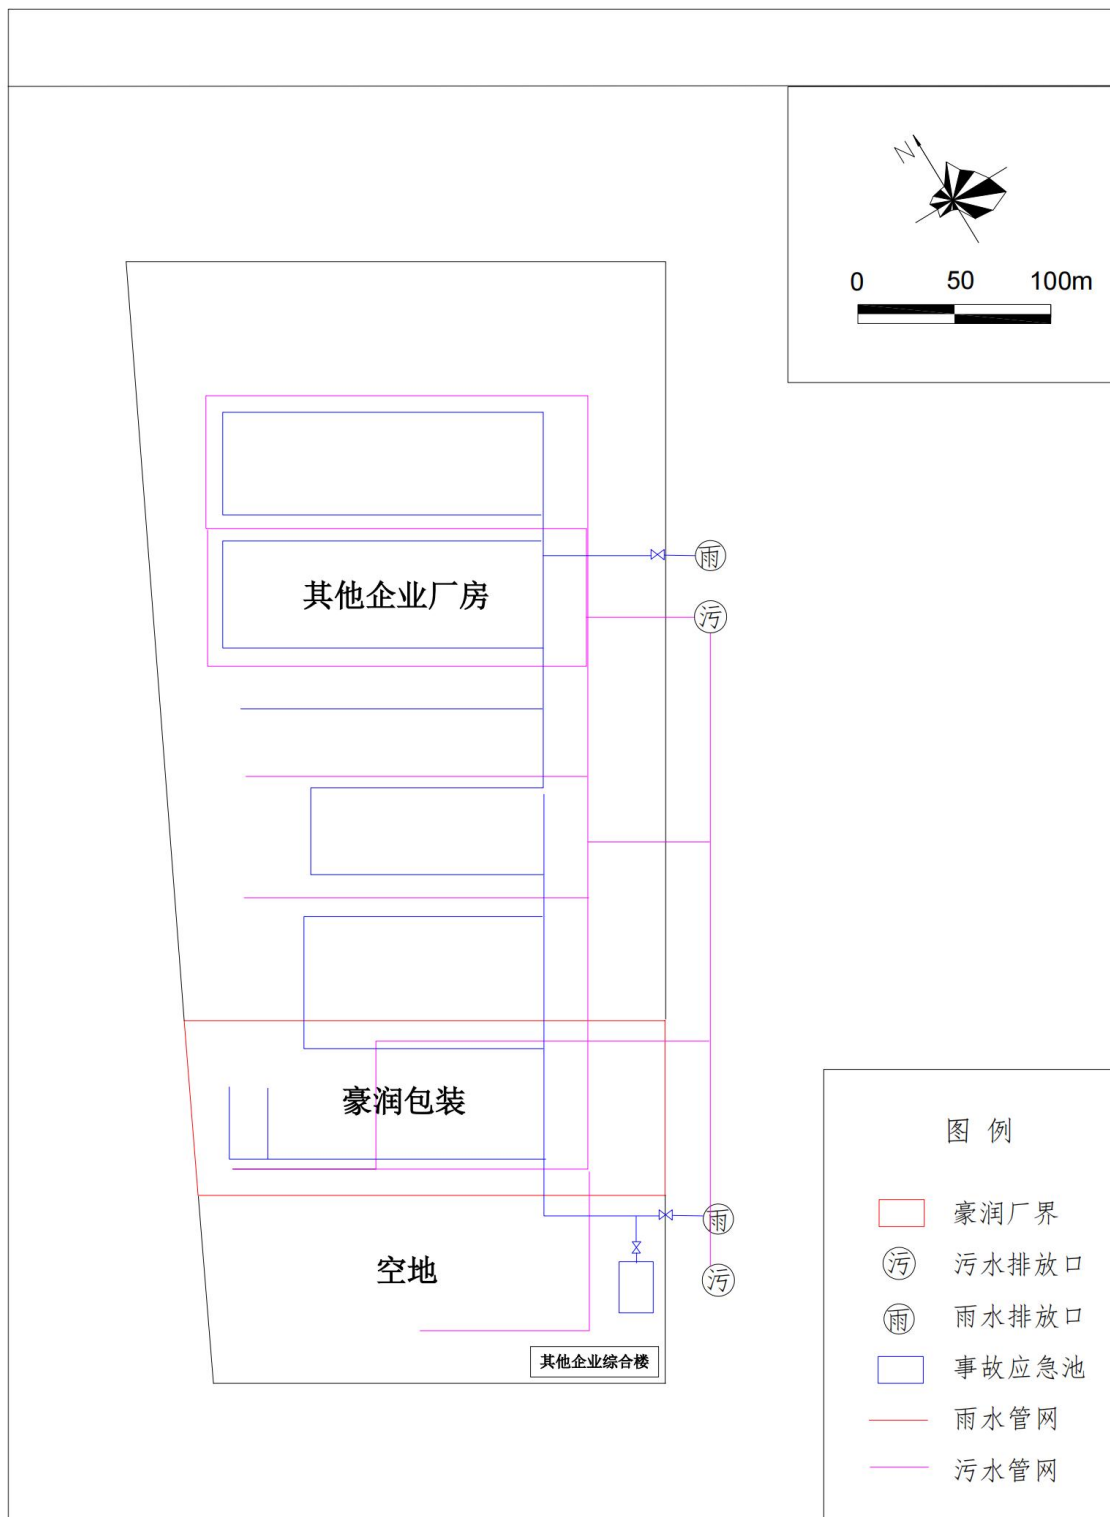 N
0 50 100m
雨
其他企业厂房
污
豪润包装
雨
空地
污
其他企业综合楼
图 例
豪润厂界
污 污水排放口
雨 雨水排放口
事故应急池
雨水管网
污水管网